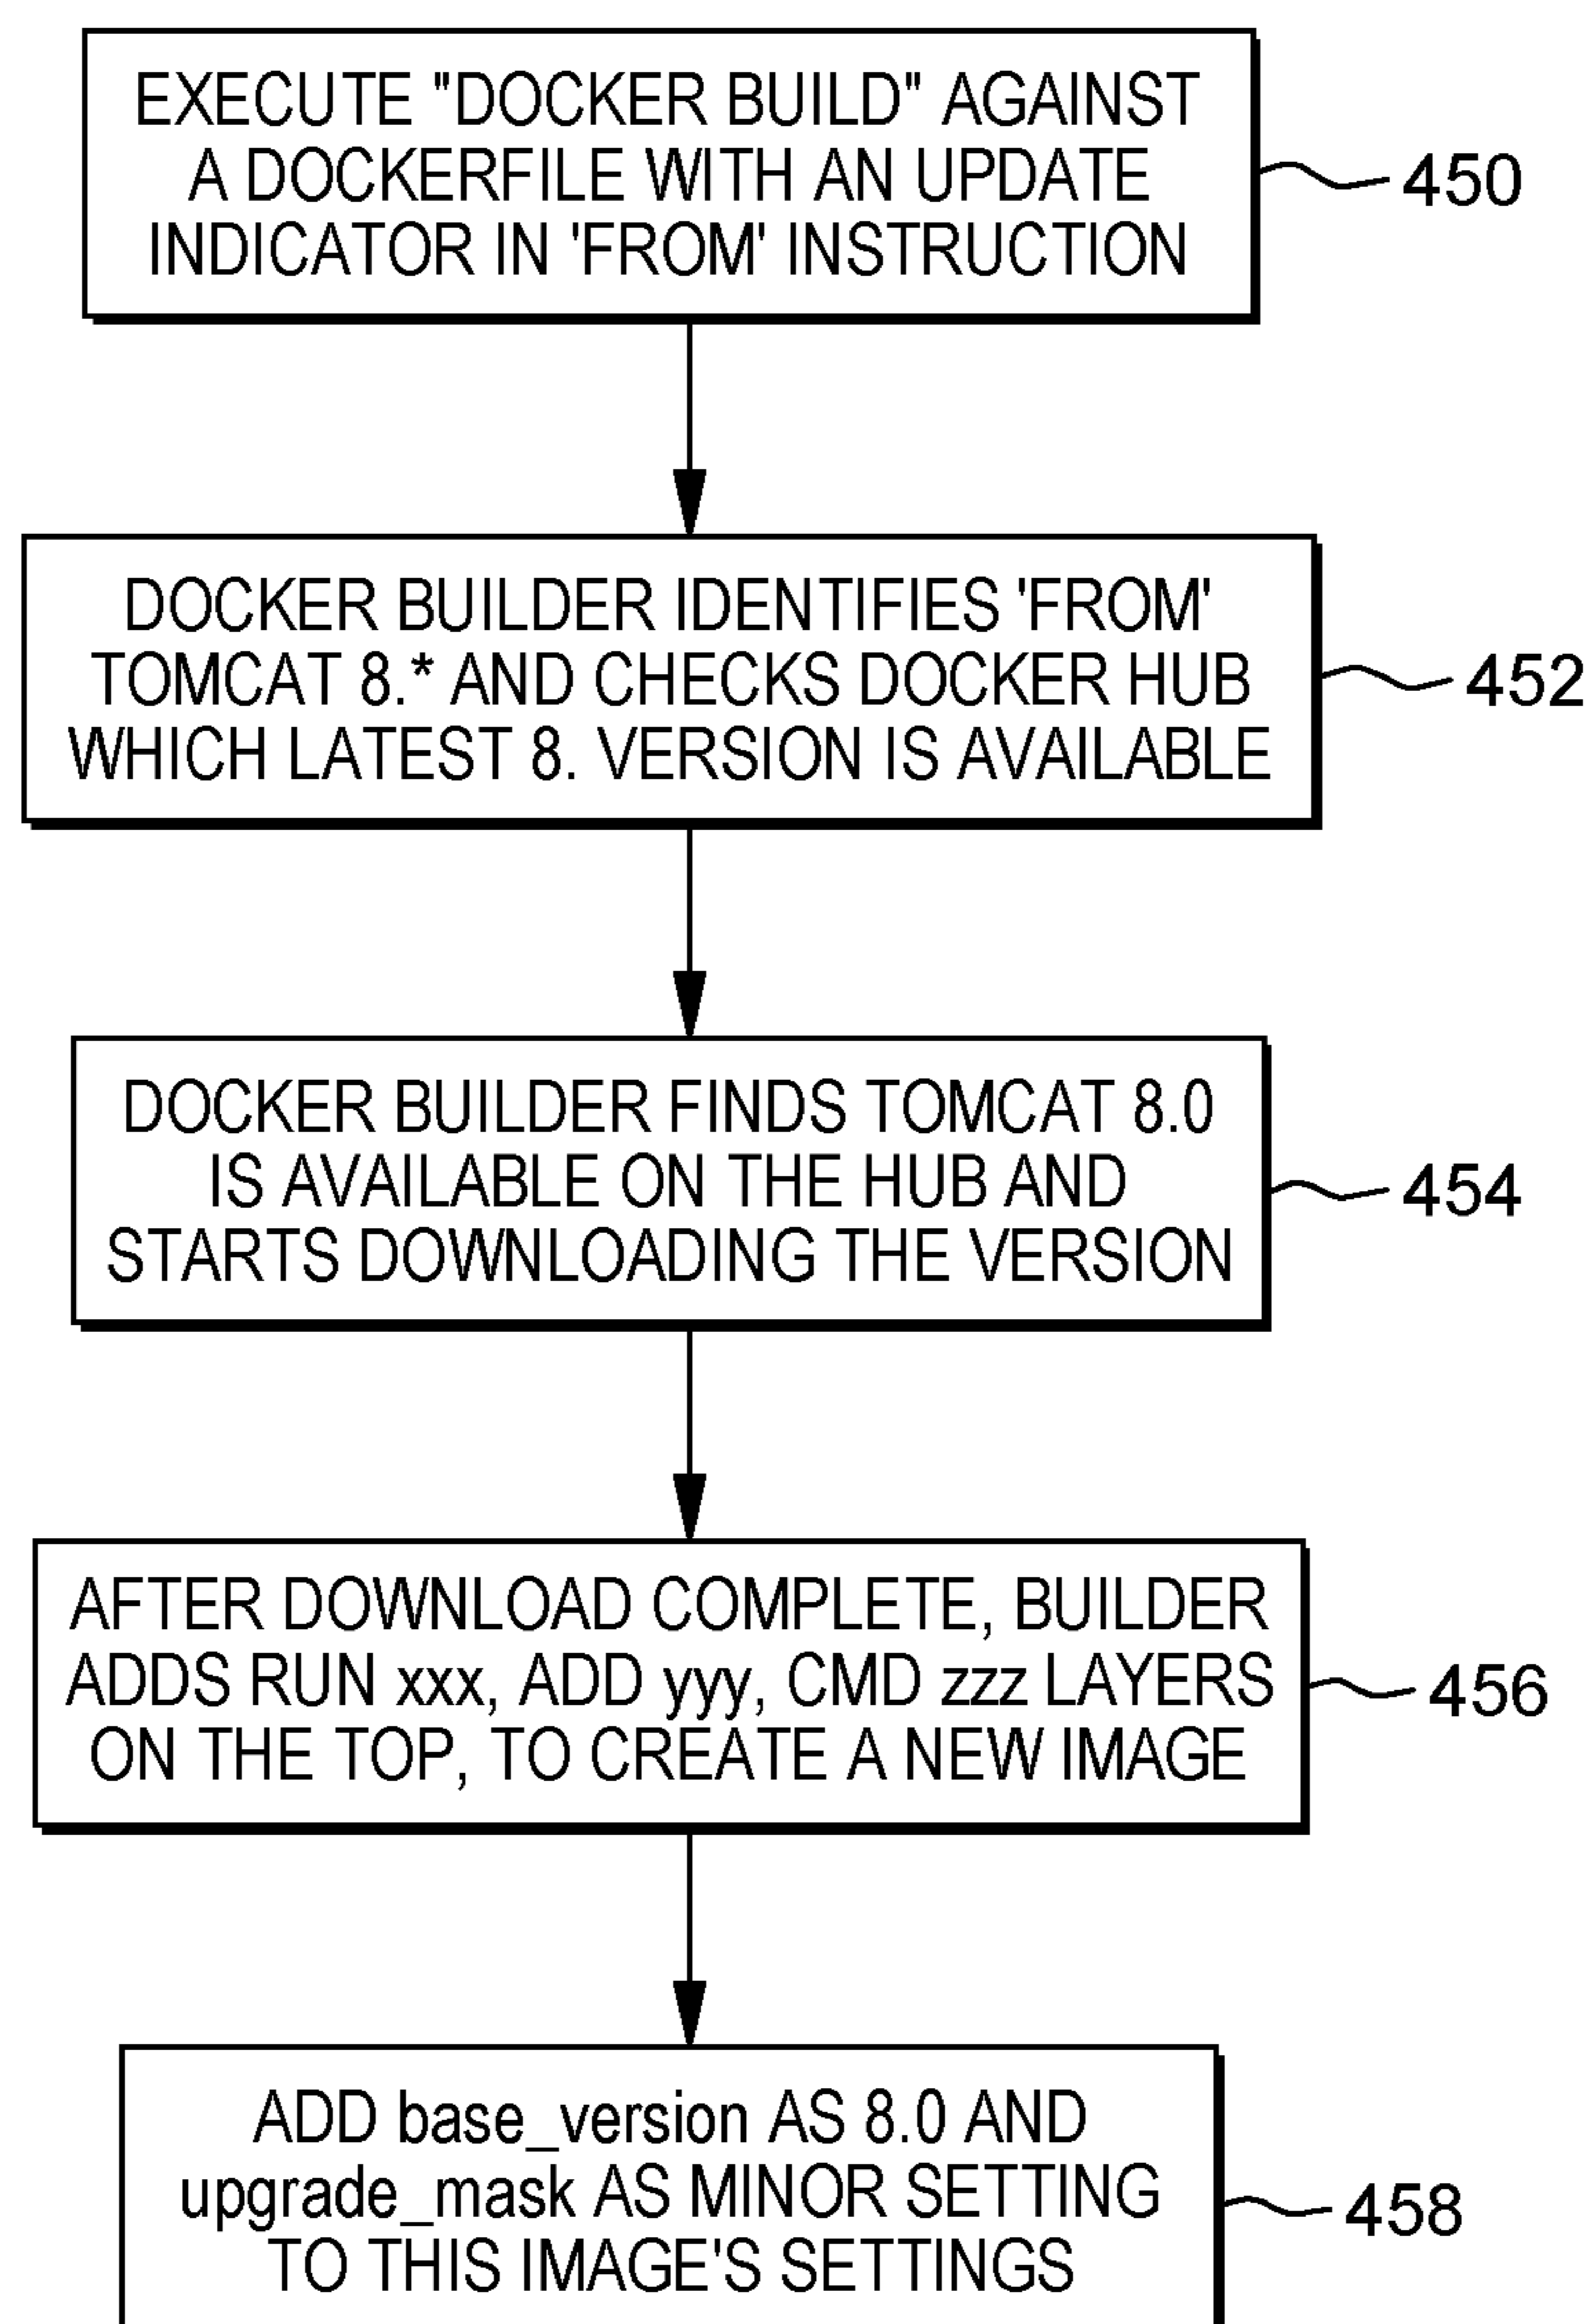 EXECUTE "DOCKER BUILD" AGAINST
A DOCKERFILE WITH AN UPDATE
INDICATOR IN 'FROM' INSTRUCTION
450
DOCKER BUILDER IDENTIFIES 'FROM'
TOMCAT 8.* AND CHECKS DOCKER HUB
WHICH LATEST 8. VERSION IS AVAILABLE
452
DOCKER BUILDER FINDS TOMCAT 8.0
IS AVAILABLE ON THE HUB AND
STARTS DOWNLOADING THE VERSION
454
AFTER DOWNLOAD COMPLETE, BUILDER
ADDS RUN xxx, ADD yyy, CMD zzz LAYERS
ON THE TOP, TO CREATE A NEW IMAGE
456
ADD base_version AS 8.0 AND
upgrade_mask AS MINOR SETTING
TO THIS IMAGE'S SETTINGS
458